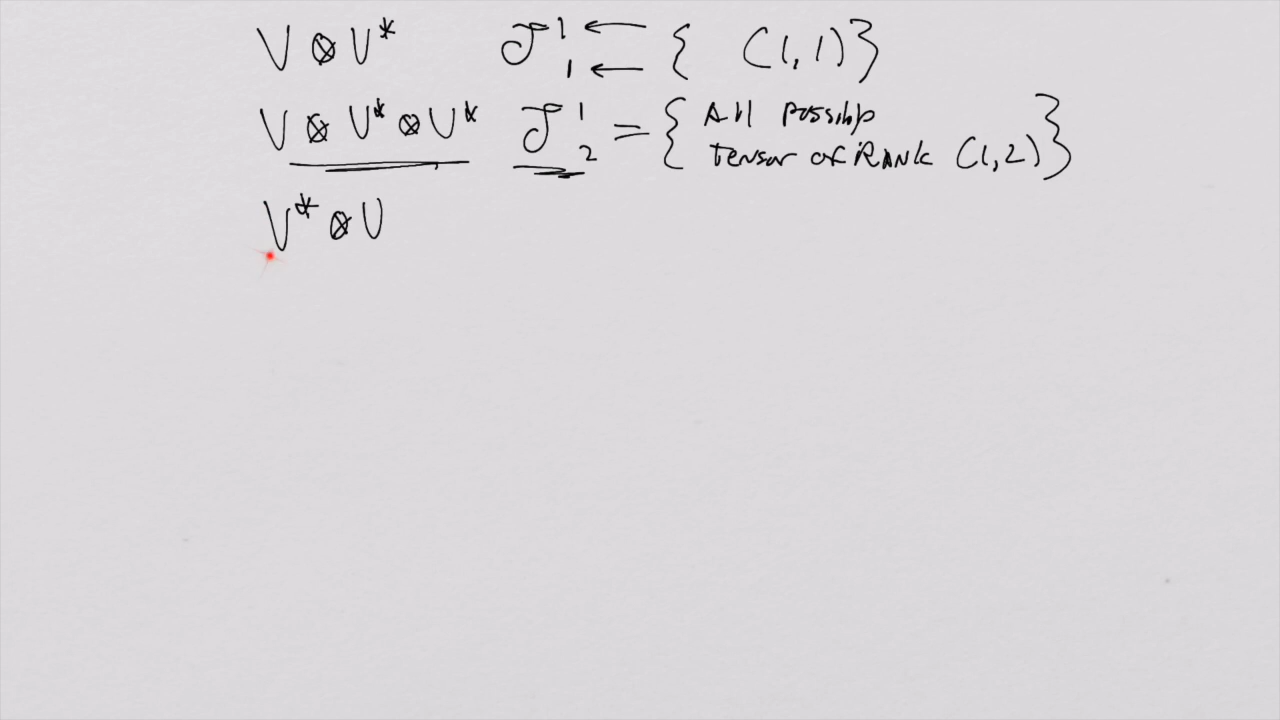 V ⊗ V* 𝒯¹₁ ← ← { (1,1) }
V ⊗ V* ⊗ V* 𝒯¹₂ = { All possible tensor of Rank (1,2) }
V* ⊗ V